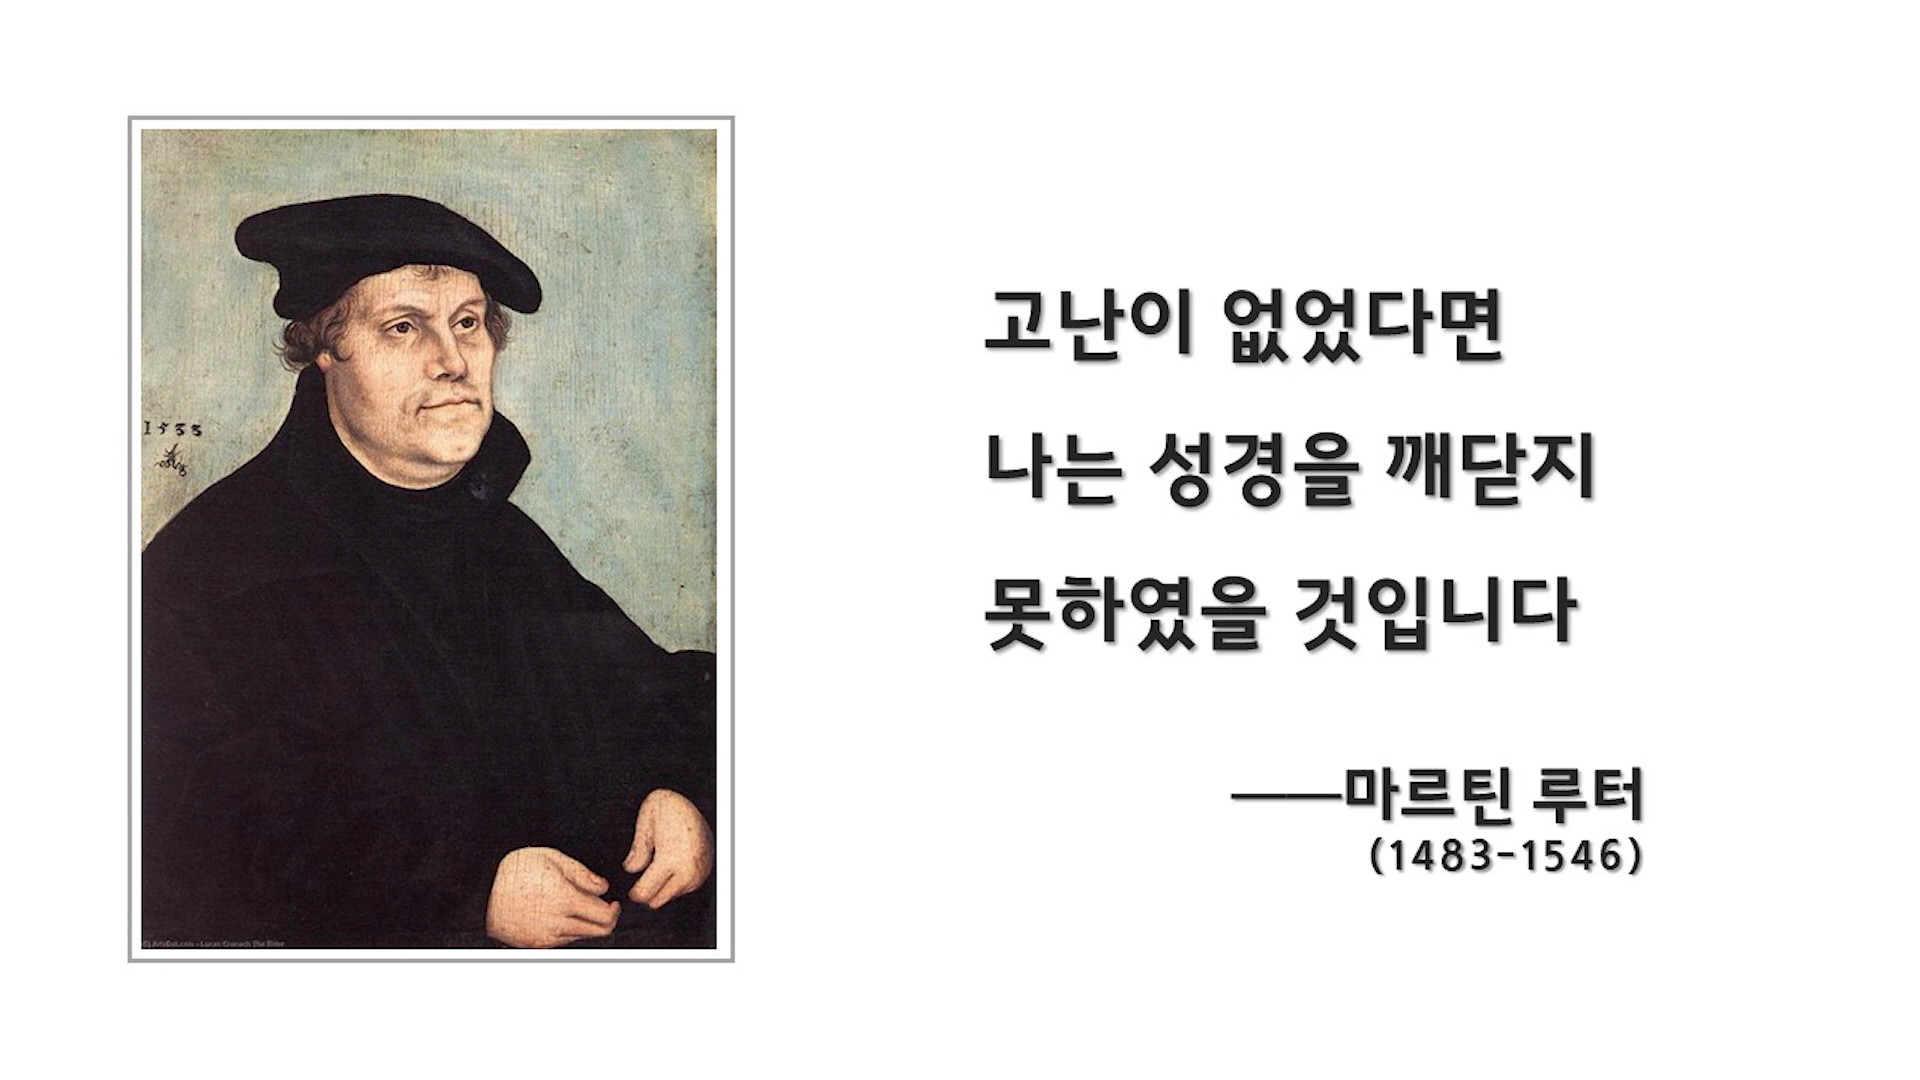 고난이 없었다면
나는 성경을 깨닫지
못하였을 것입니다
——마르틴 루터
(1483-1546)
1533